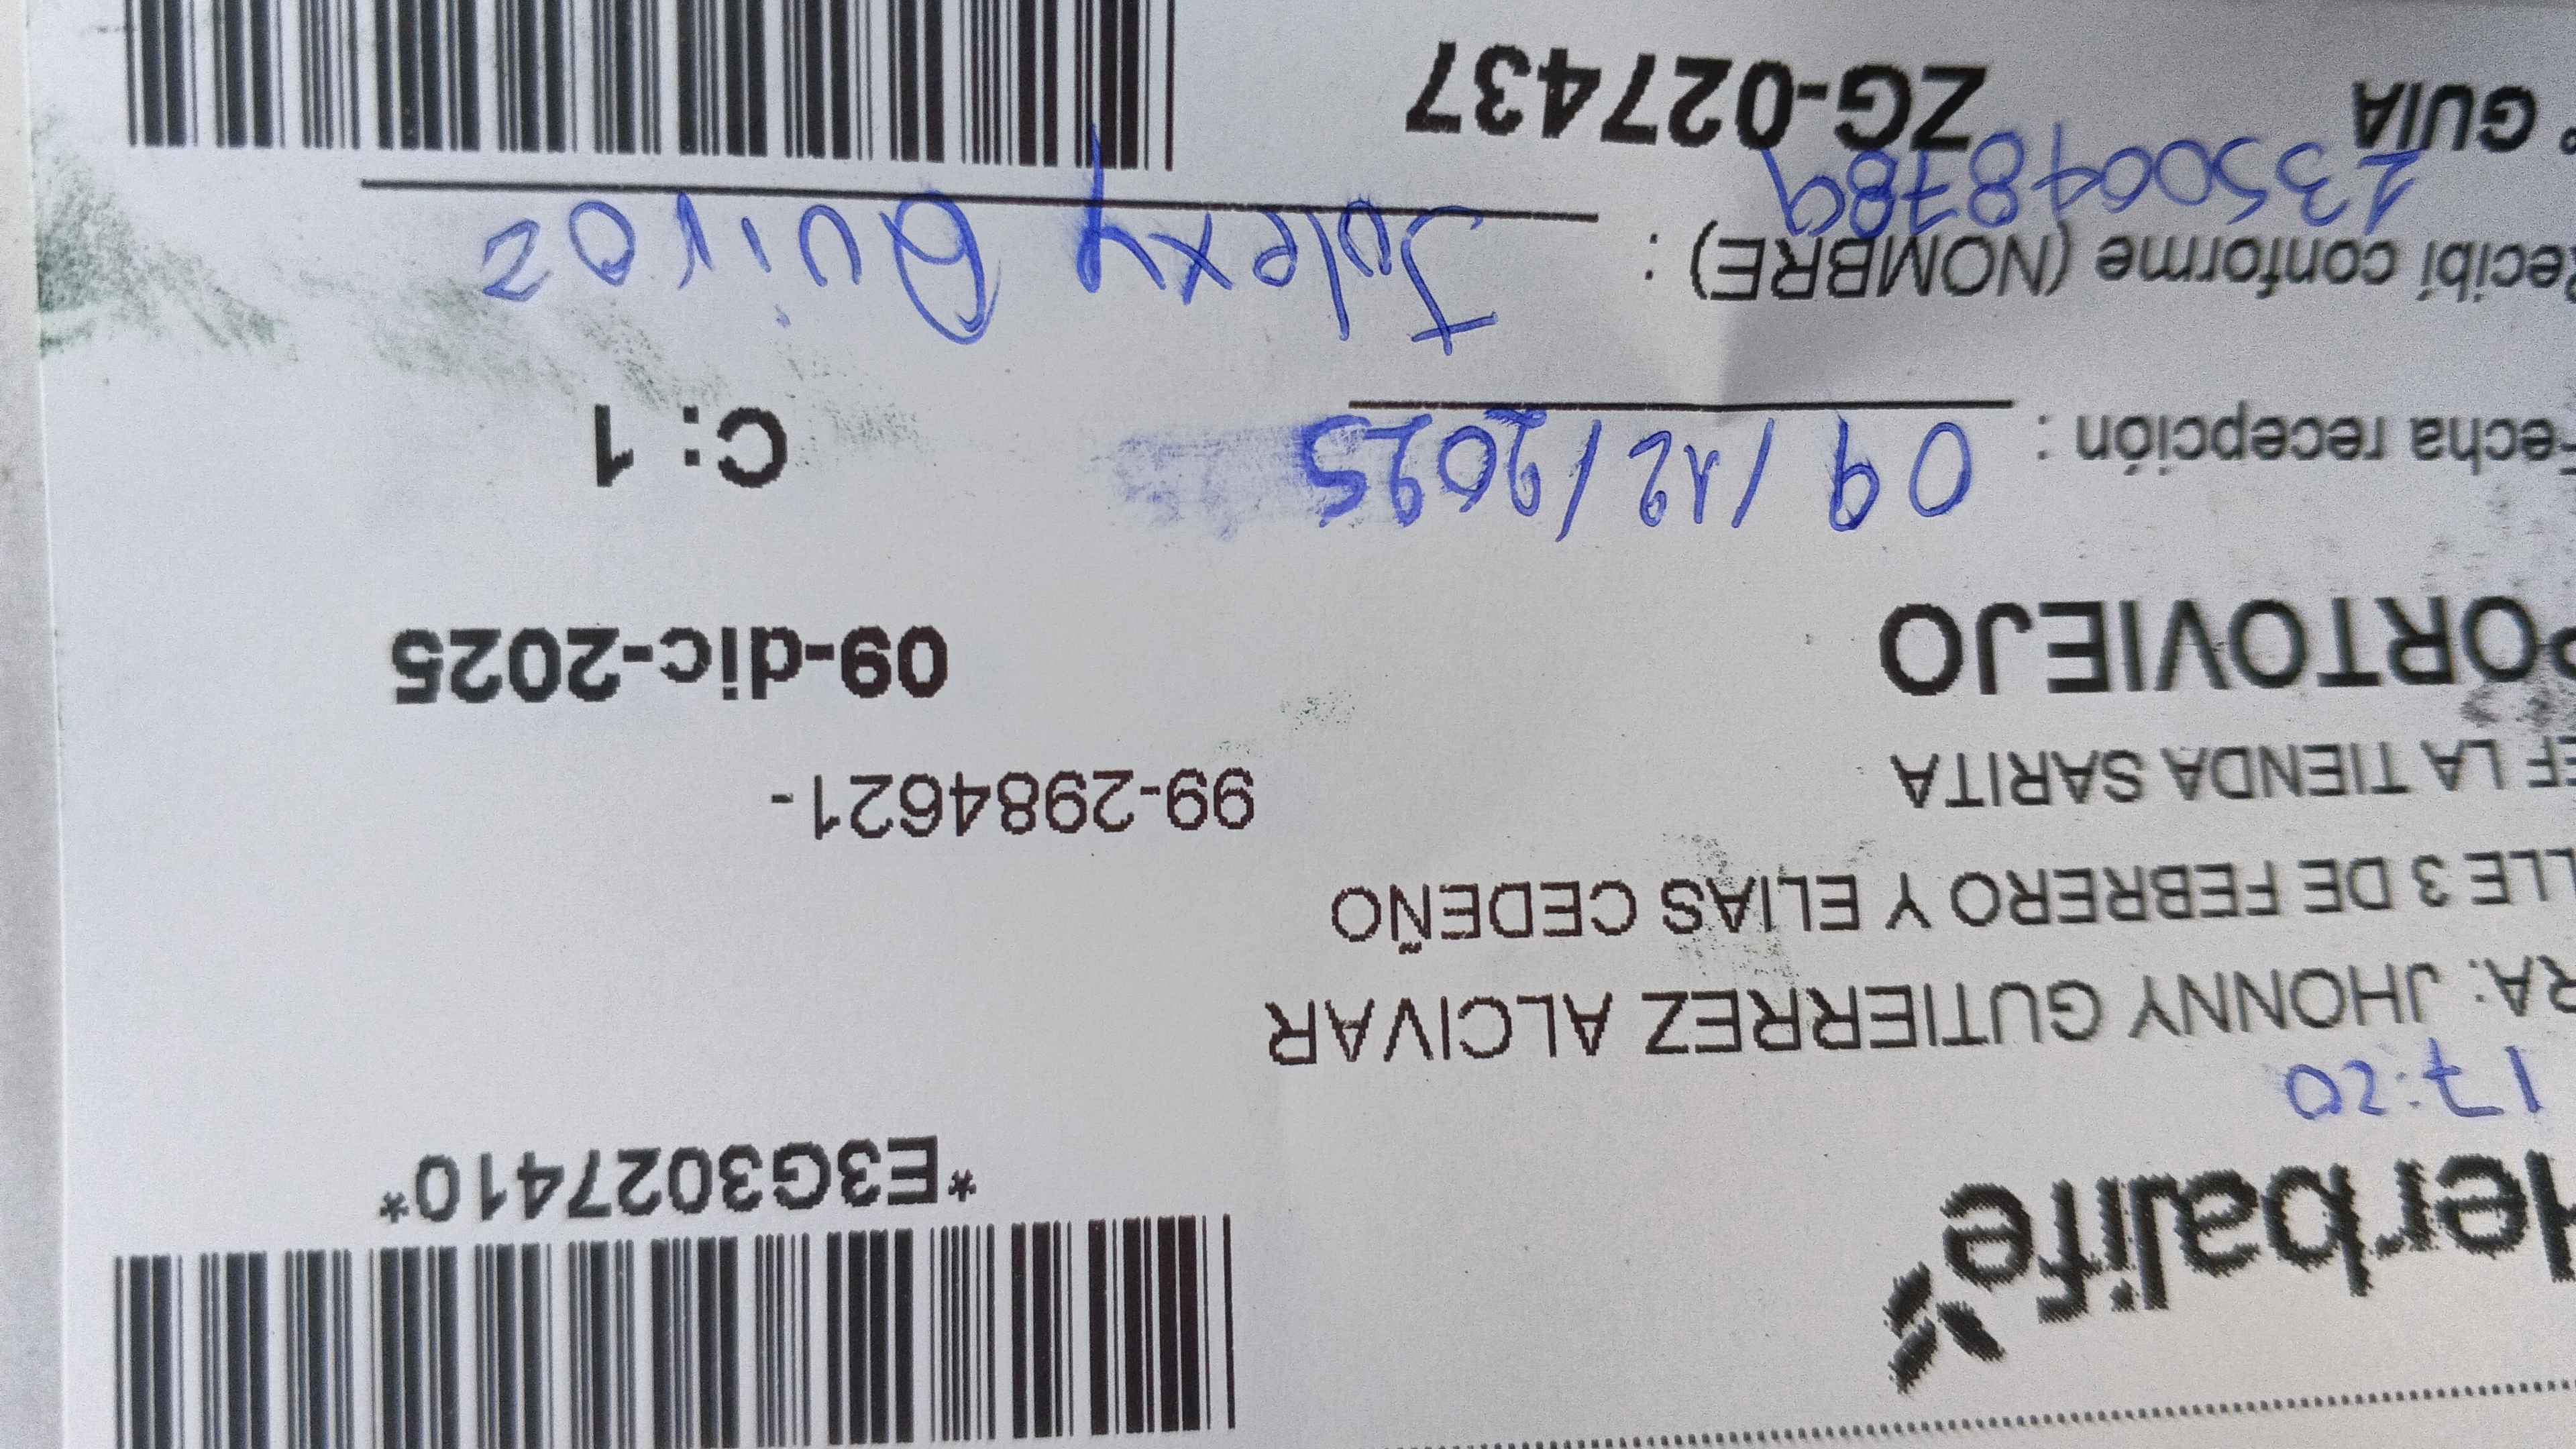 Herbalife
*E3G3027410*
17:20
RA: JHONNY GUTIERREZ ALCIVAR
LLE 3 DE FEBRERO Y ELIAS CEDEÑO
EF LA TIENDA SARITA
99-2984621-
PORTOVIEJO
09-dic-2025
Fecha recepción : 09/12/2025
C: 1
Recibí conforme (NOMBRE) : Julexy Quiroz
1350048789
° GUIA ZG-027437